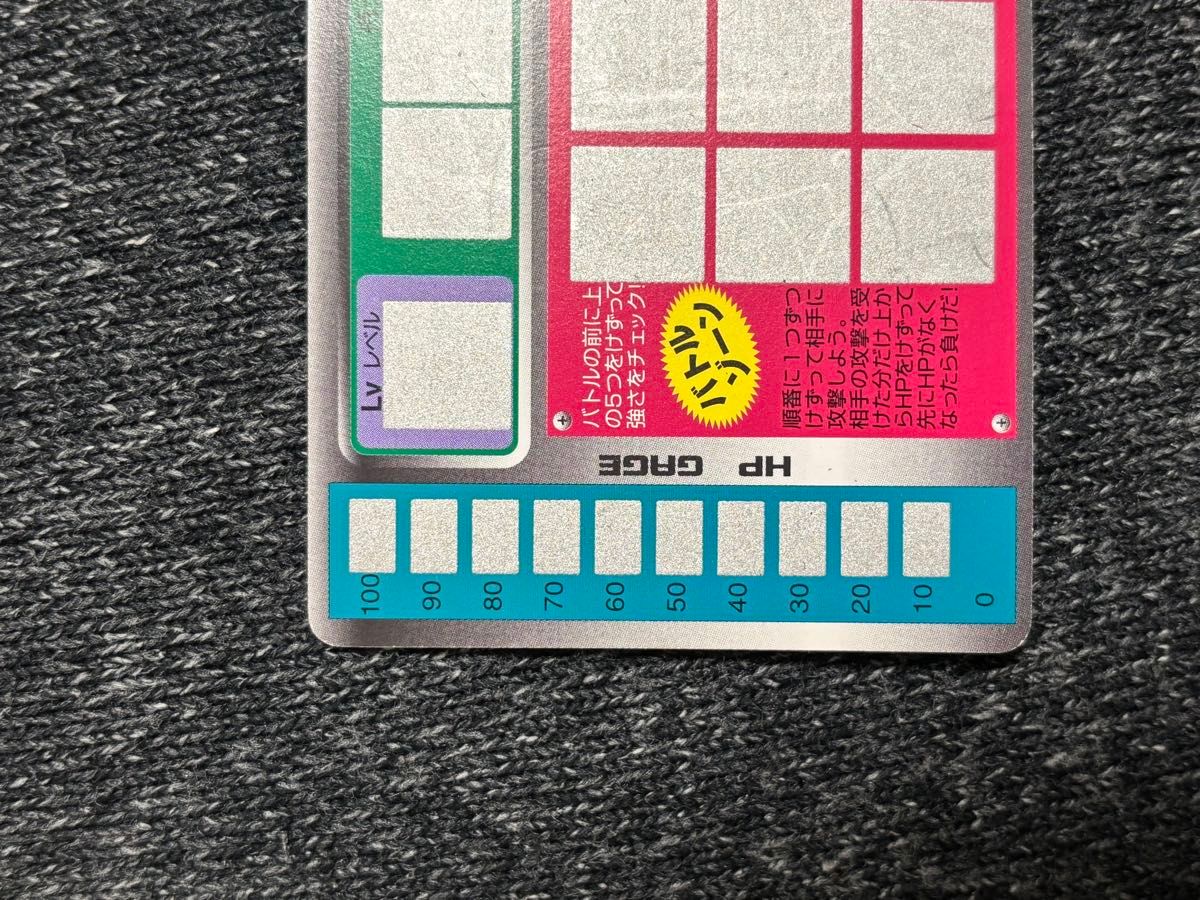 Lv レベル
バトルの前に上
の5つをけずって
強さをチェック!
バトル
ゾーン
順番に1つずつ
けずって相手に
攻撃しよう。
相手の攻撃を受
けた分だけ上か
らHPをけずって
先にHPがなく
なったら負けだ!
HP GAGE
100
90
80
70
60
50
40
30
20
10
0